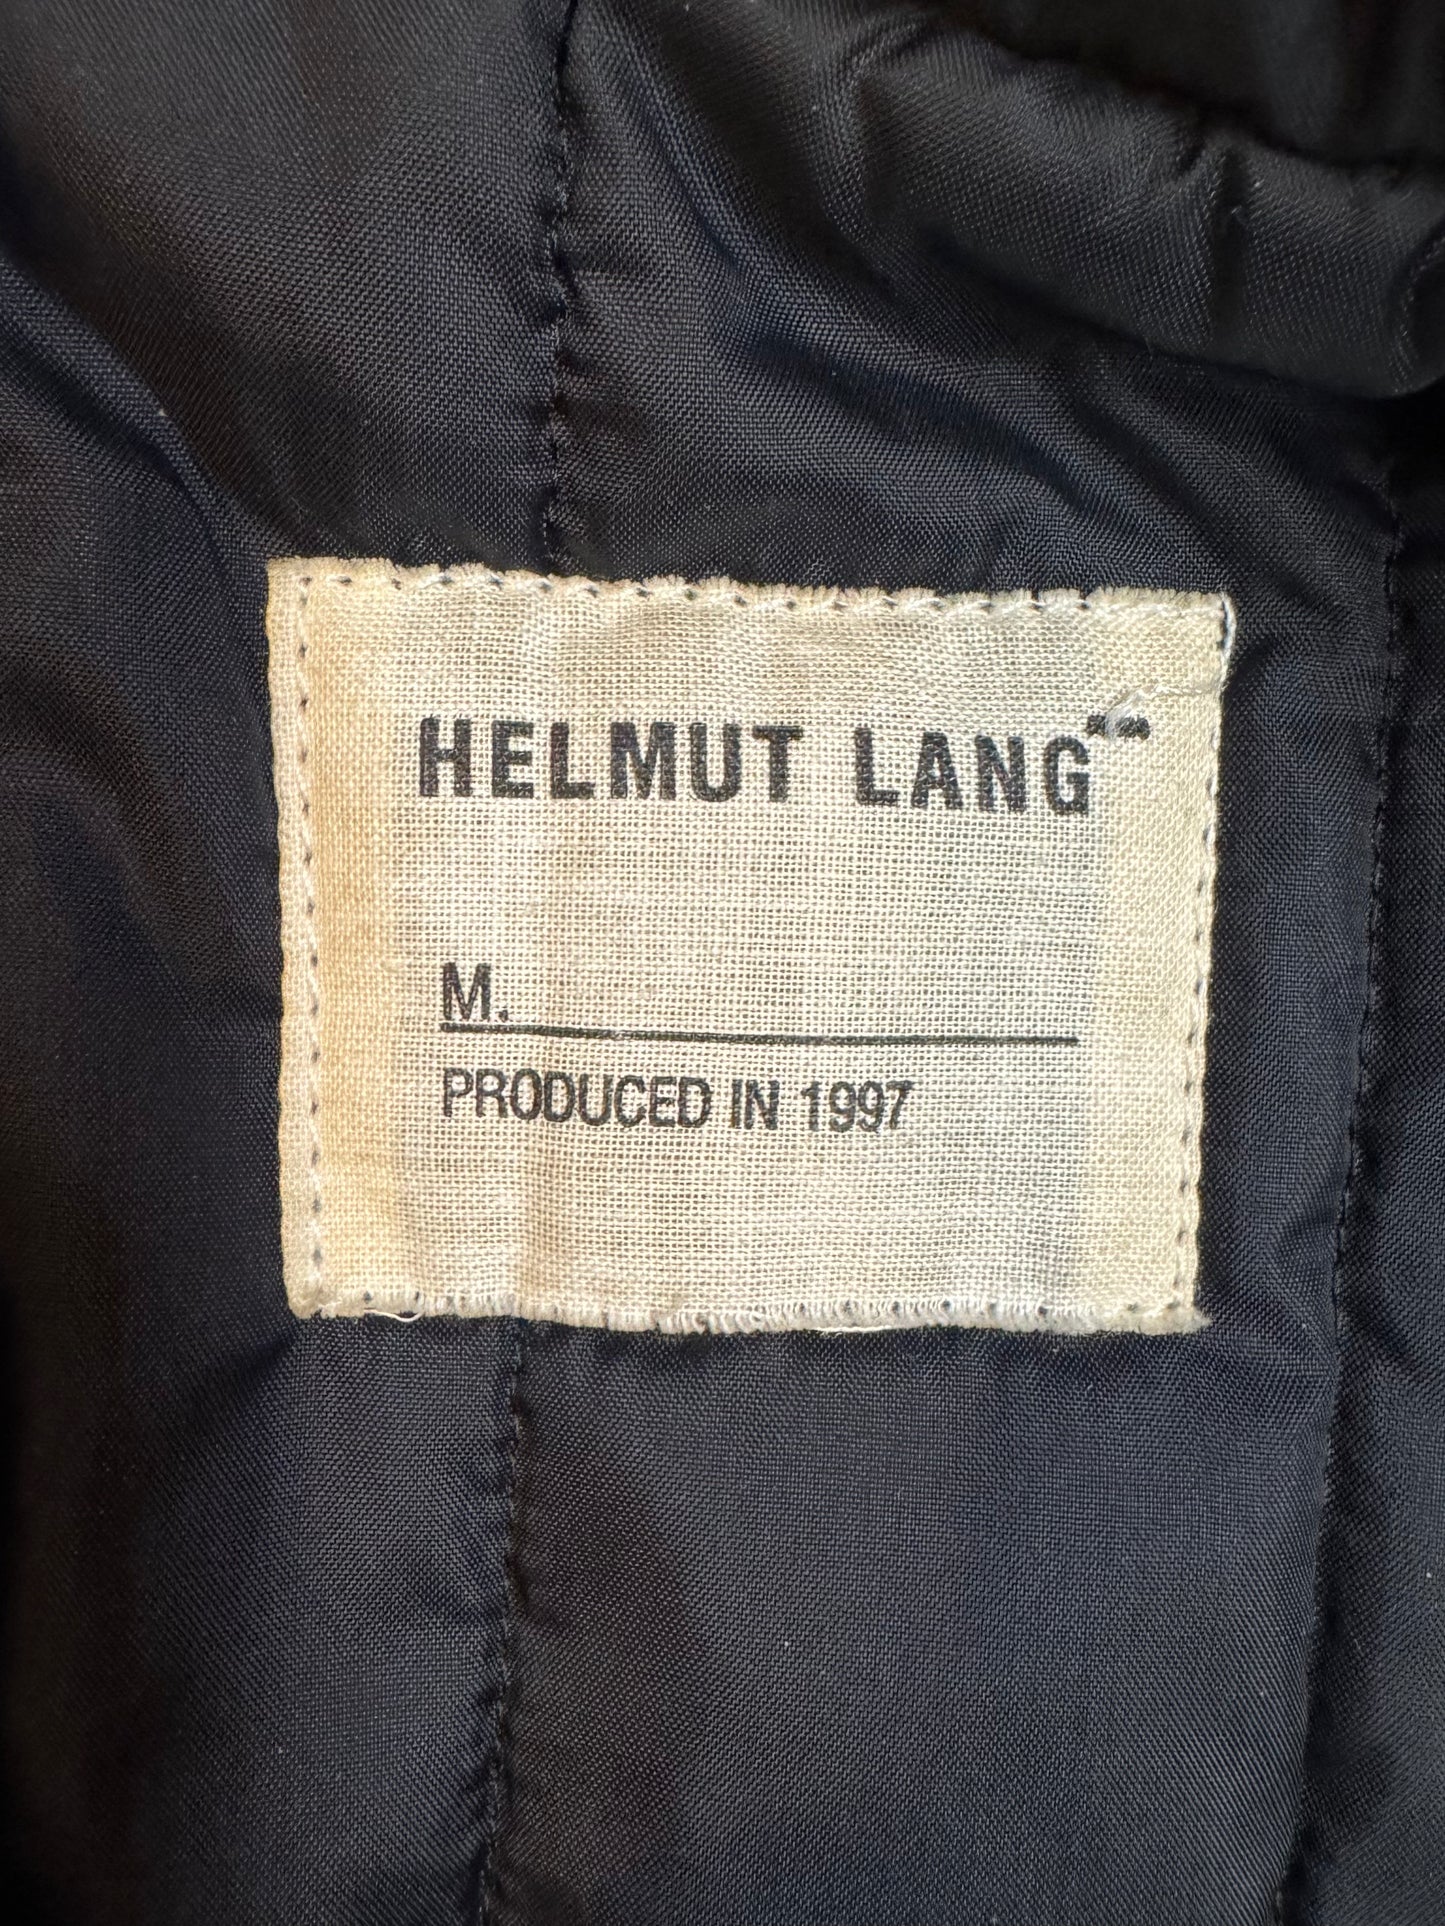 HELMUT LANG
M.
PRODUCED IN 1997